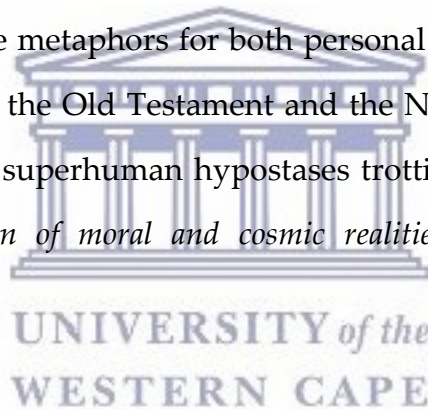 e metaphors for both personal
the Old Testament and the N
superhuman hypostases trotti
n of moral and cosmic realitie
UNIVERSITY of the
WESTERN CAPE